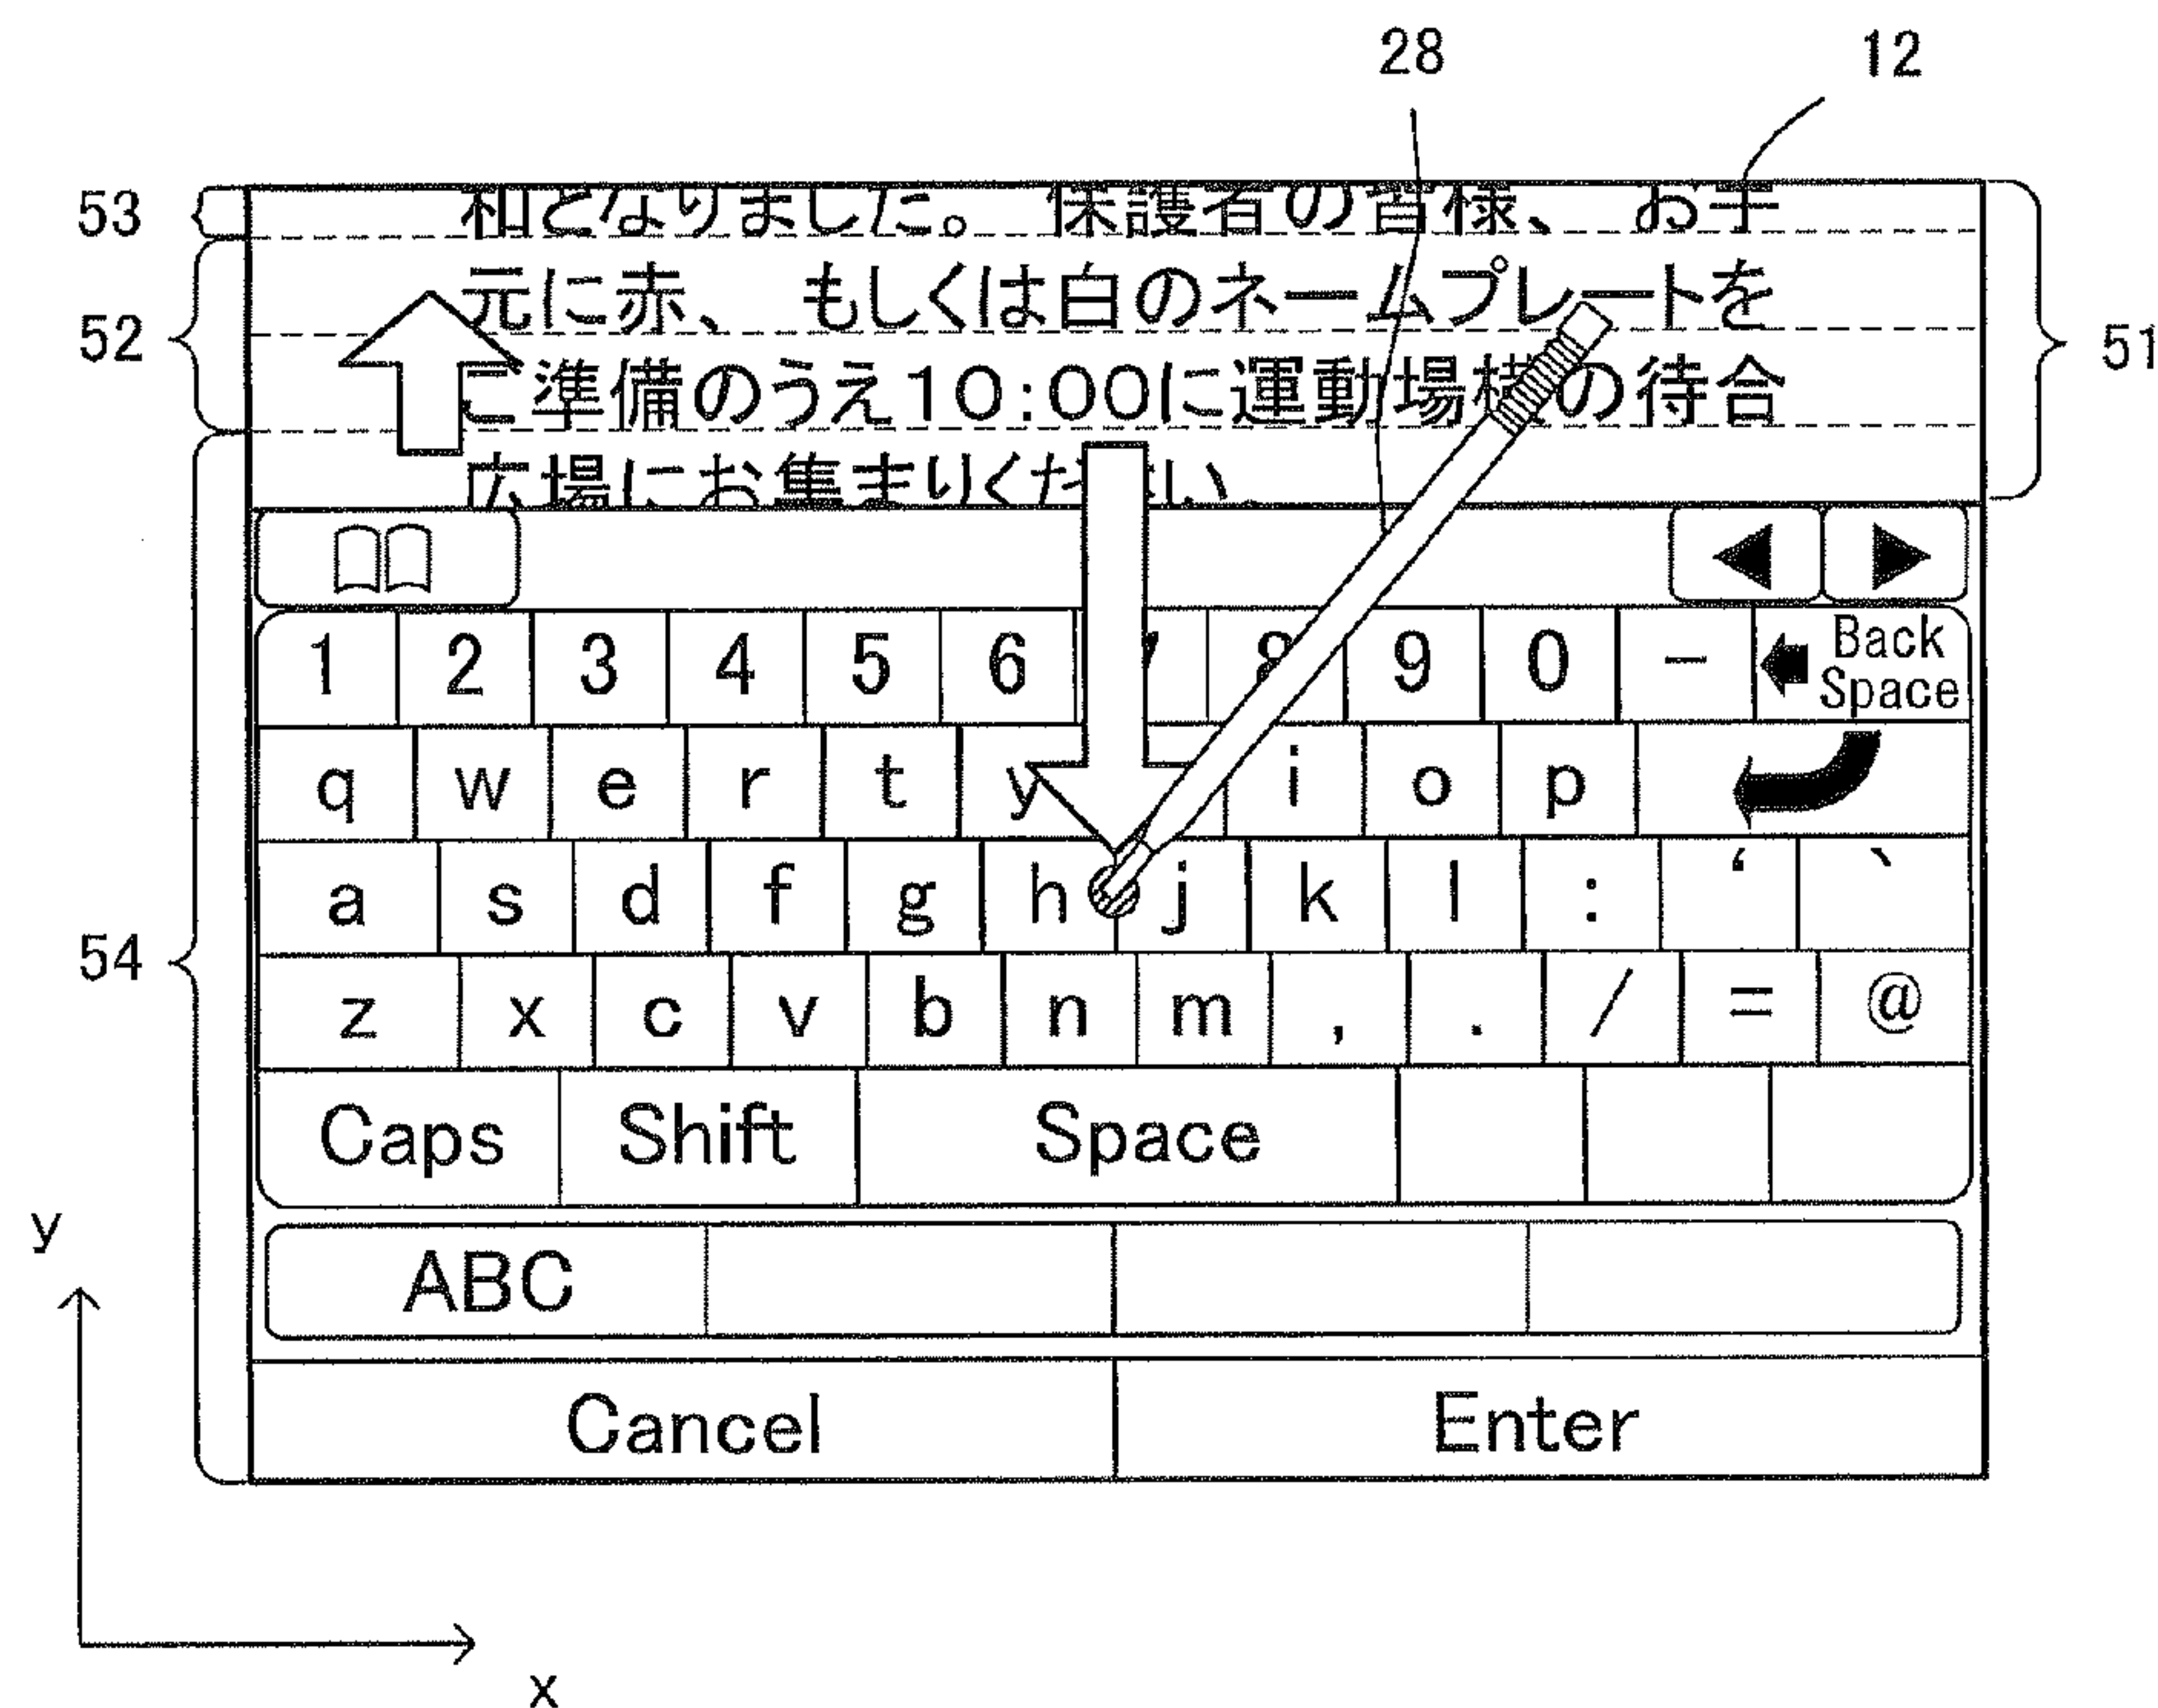 28 12
53 和となりました。 保護者の皆様、 お手
元に赤、 もしくは白のネームプレートを
52 51
ご準備のうえ10:00に運動場横の待合
広場にお集まりください
1 2 3 4 5 6 7 8 9 0 - Back Space
q w e r t y i o p
a s d f g h j k l : ‘ `
54
z x c v b n m , . / = @
Caps Shift Space
y
ABC
Cancel Enter
x